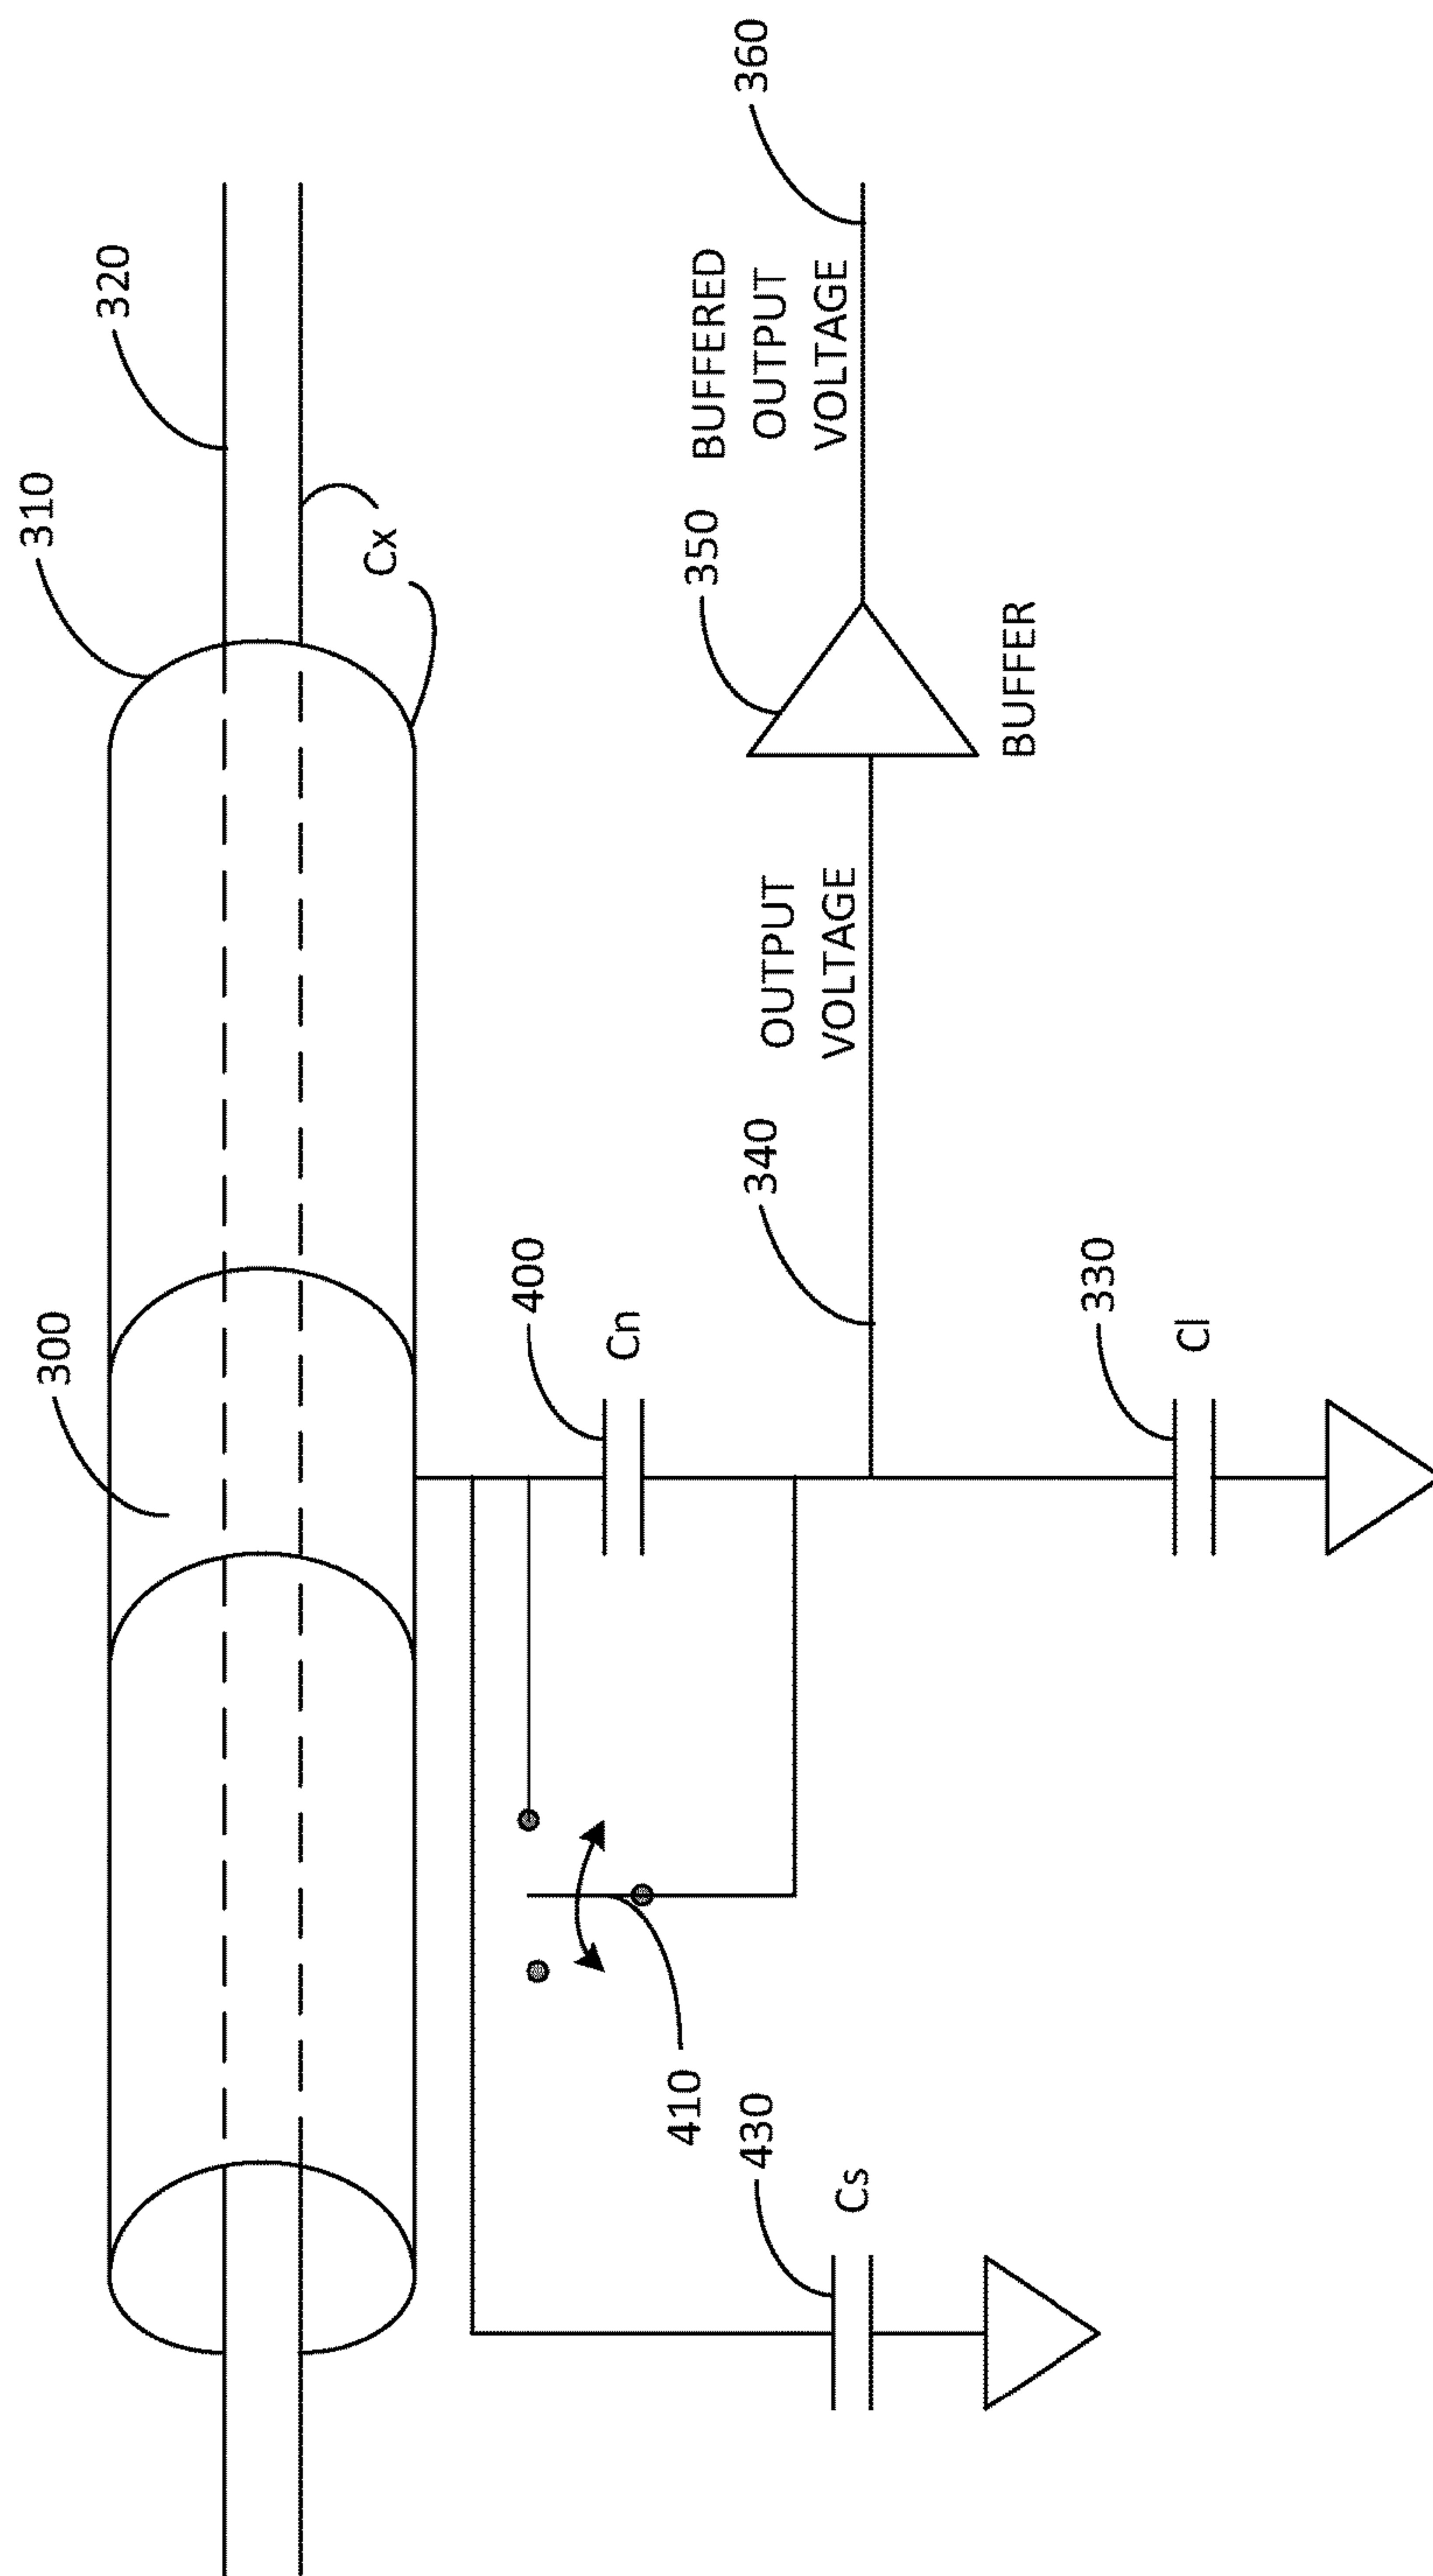 300
310
320
Cx
400
Cn
340
OUTPUT
VOLTAGE
350
BUFFERED
OUTPUT
VOLTAGE
360
BUFFER
410
430
Cs
330
Cl